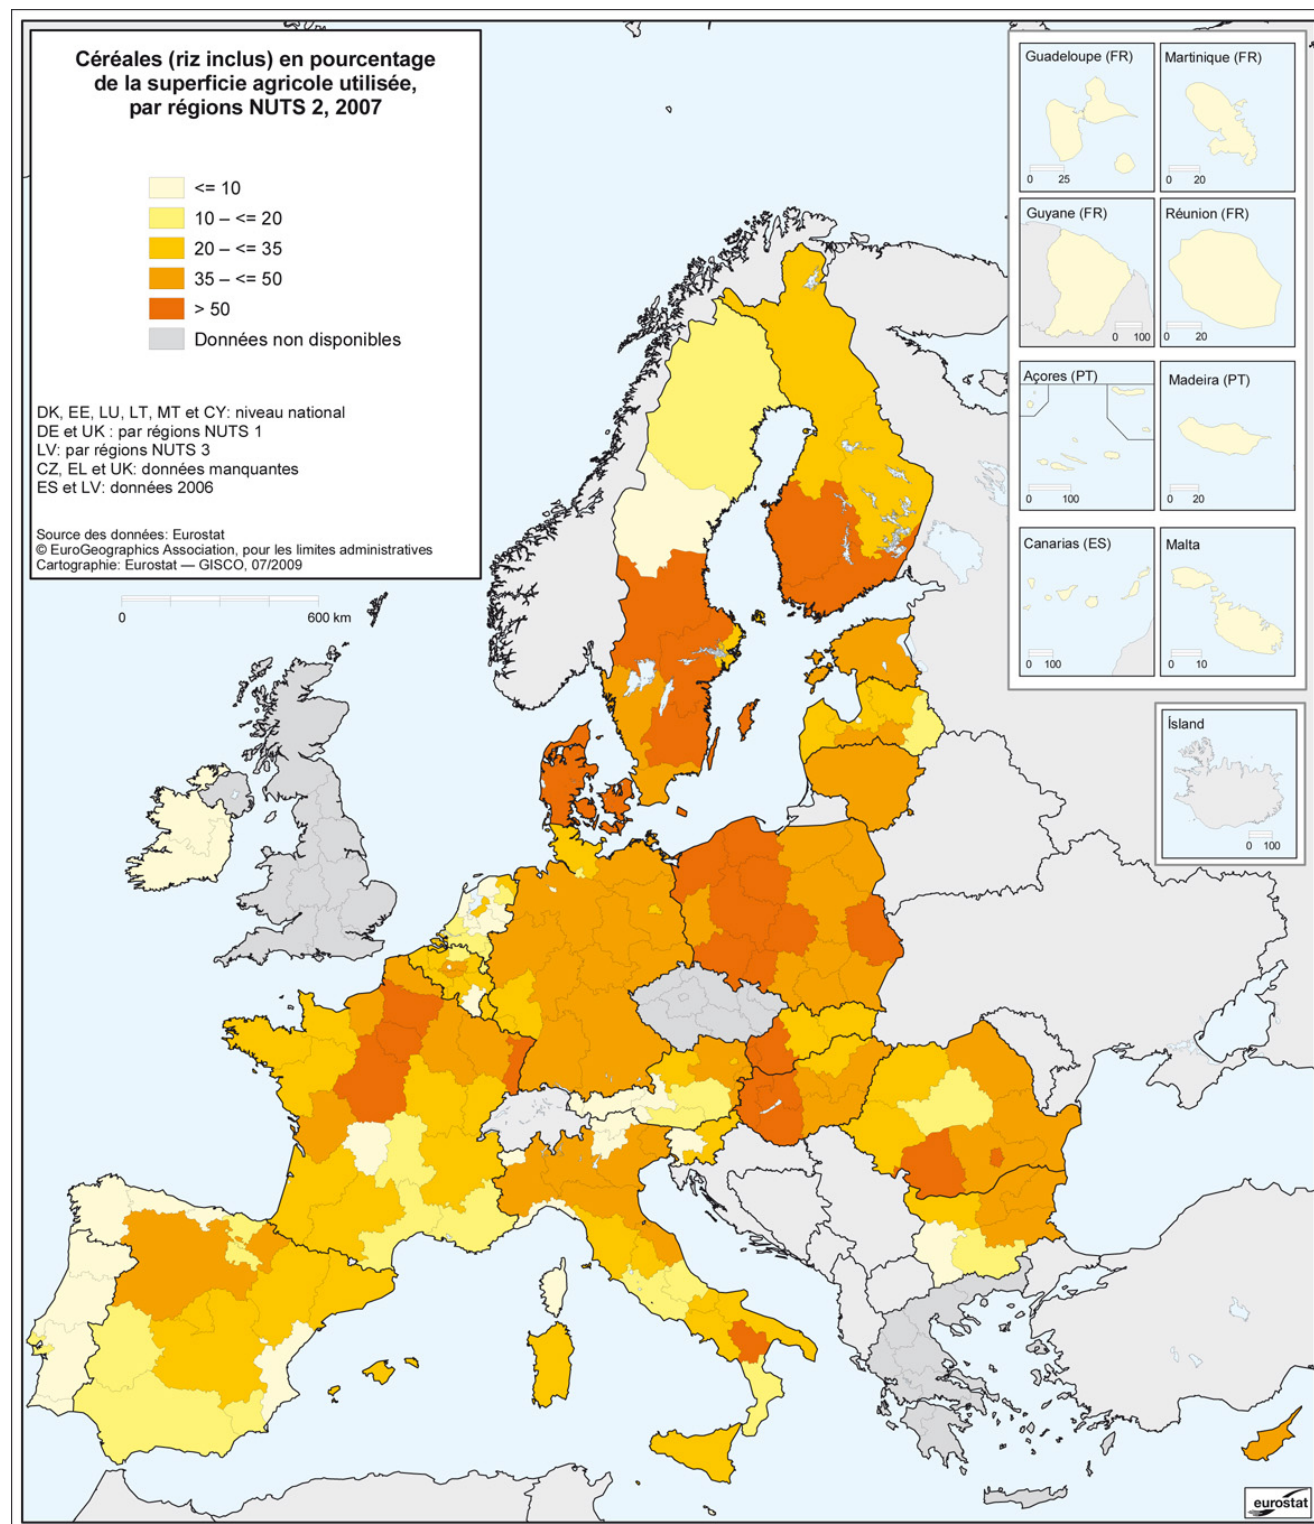 Céréales (riz inclus) en pourcentage
de la superficie agricole utilisée,
par régions NUTS 2, 2007
<= 10
10 – <= 20
20 – <= 35
35 – <= 50
> 50
Données non disponibles
DK, EE, LU, LT, MT et CY: niveau national
DE et UK : par régions NUTS 1
LV: par régions NUTS 3
CZ, EL et UK: données manquantes
ES et LV: données 2006
Source des données: Eurostat
© EuroGeographics Association, pour les limites administratives
Cartographie: Eurostat — GISCO, 07/2009
0 600 km
Guadeloupe (FR)
0 25
Martinique (FR)
0 20
Guyane (FR)
0 100
Réunion (FR)
0 20
Açores (PT)
0 100
Madeira (PT)
0 20
Canarias (ES)
0 100
Malta
0 10
Ísland
0 100
eurostat